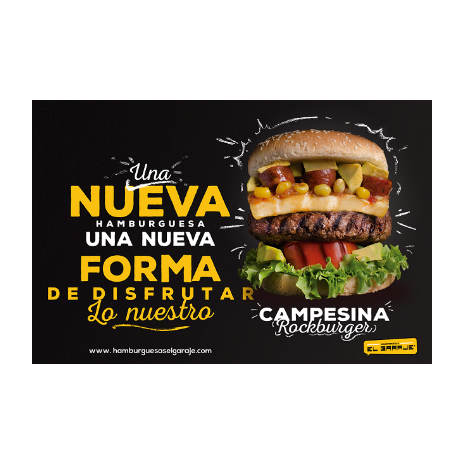 Una
NUEVA
HAMBURGUESA
UNA NUEVA
FORMA
DE DISFRUTAR
Lo nuestro
CAMPESINA
Rockburger
www.hamburguesaselgaraje.com
EL GARAJE